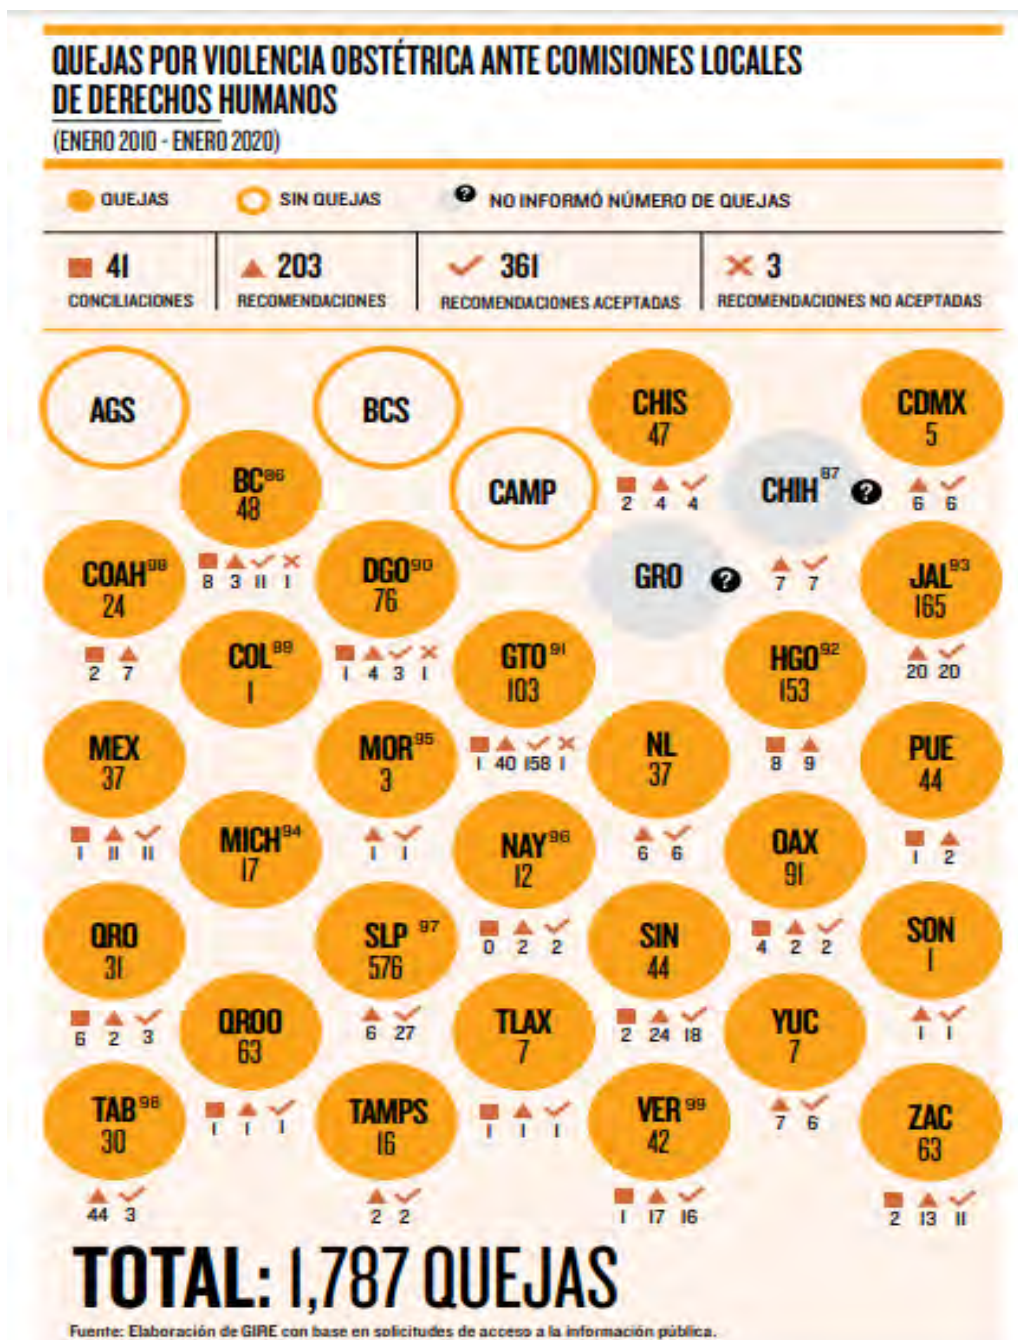 QUEJAS POR VIOLENCIA OBSTÉTRICA ANTE COMISIONES LOCALES
DE DERECHOS HUMANOS
(ENERO 2010 - ENERO 2020)
QUEJAS
SIN QUEJAS
? NO INFORMÓ NÚMERO DE QUEJAS
41
CONCILIACIONES
203
RECOMENDACIONES
361
RECOMENDACIONES ACEPTADAS
3
RECOMENDACIONES NO ACEPTADAS
AGS
BCS
CHIS
47
2 4 4
CDMX
5
6 6
BC86
48
8 3 11 1
CAMP
CHIH87 ?
7 7
COAH88
24
2 7
DGO90
76
1 4 3 1
GRO ?
JAL93
165
20 20
COL89
1
GTO91
103
1 40 158 1
HGO92
153
8 9
MEX
37
1 11 11
MOR95
3
1 1
NL
37
6 6
PUE
44
1 2
MICH94
17
NAY96
12
0 2 2
OAX
91
4 2 2
QRO
31
6 2 3
SLP97
576
6 27
SIN
44
2 24 18
SON
1
1 1
QROO
63
1 1 1
TLAX
7
1 1 1
YUC
7
7 6
TAB98
30
44 3
TAMPS
16
2 2
VER99
42
1 17 16
ZAC
63
2 13 11
TOTAL: 1,787 QUEJAS
Fuente: Elaboración de GIRE con base en solicitudes de acceso a la información pública.